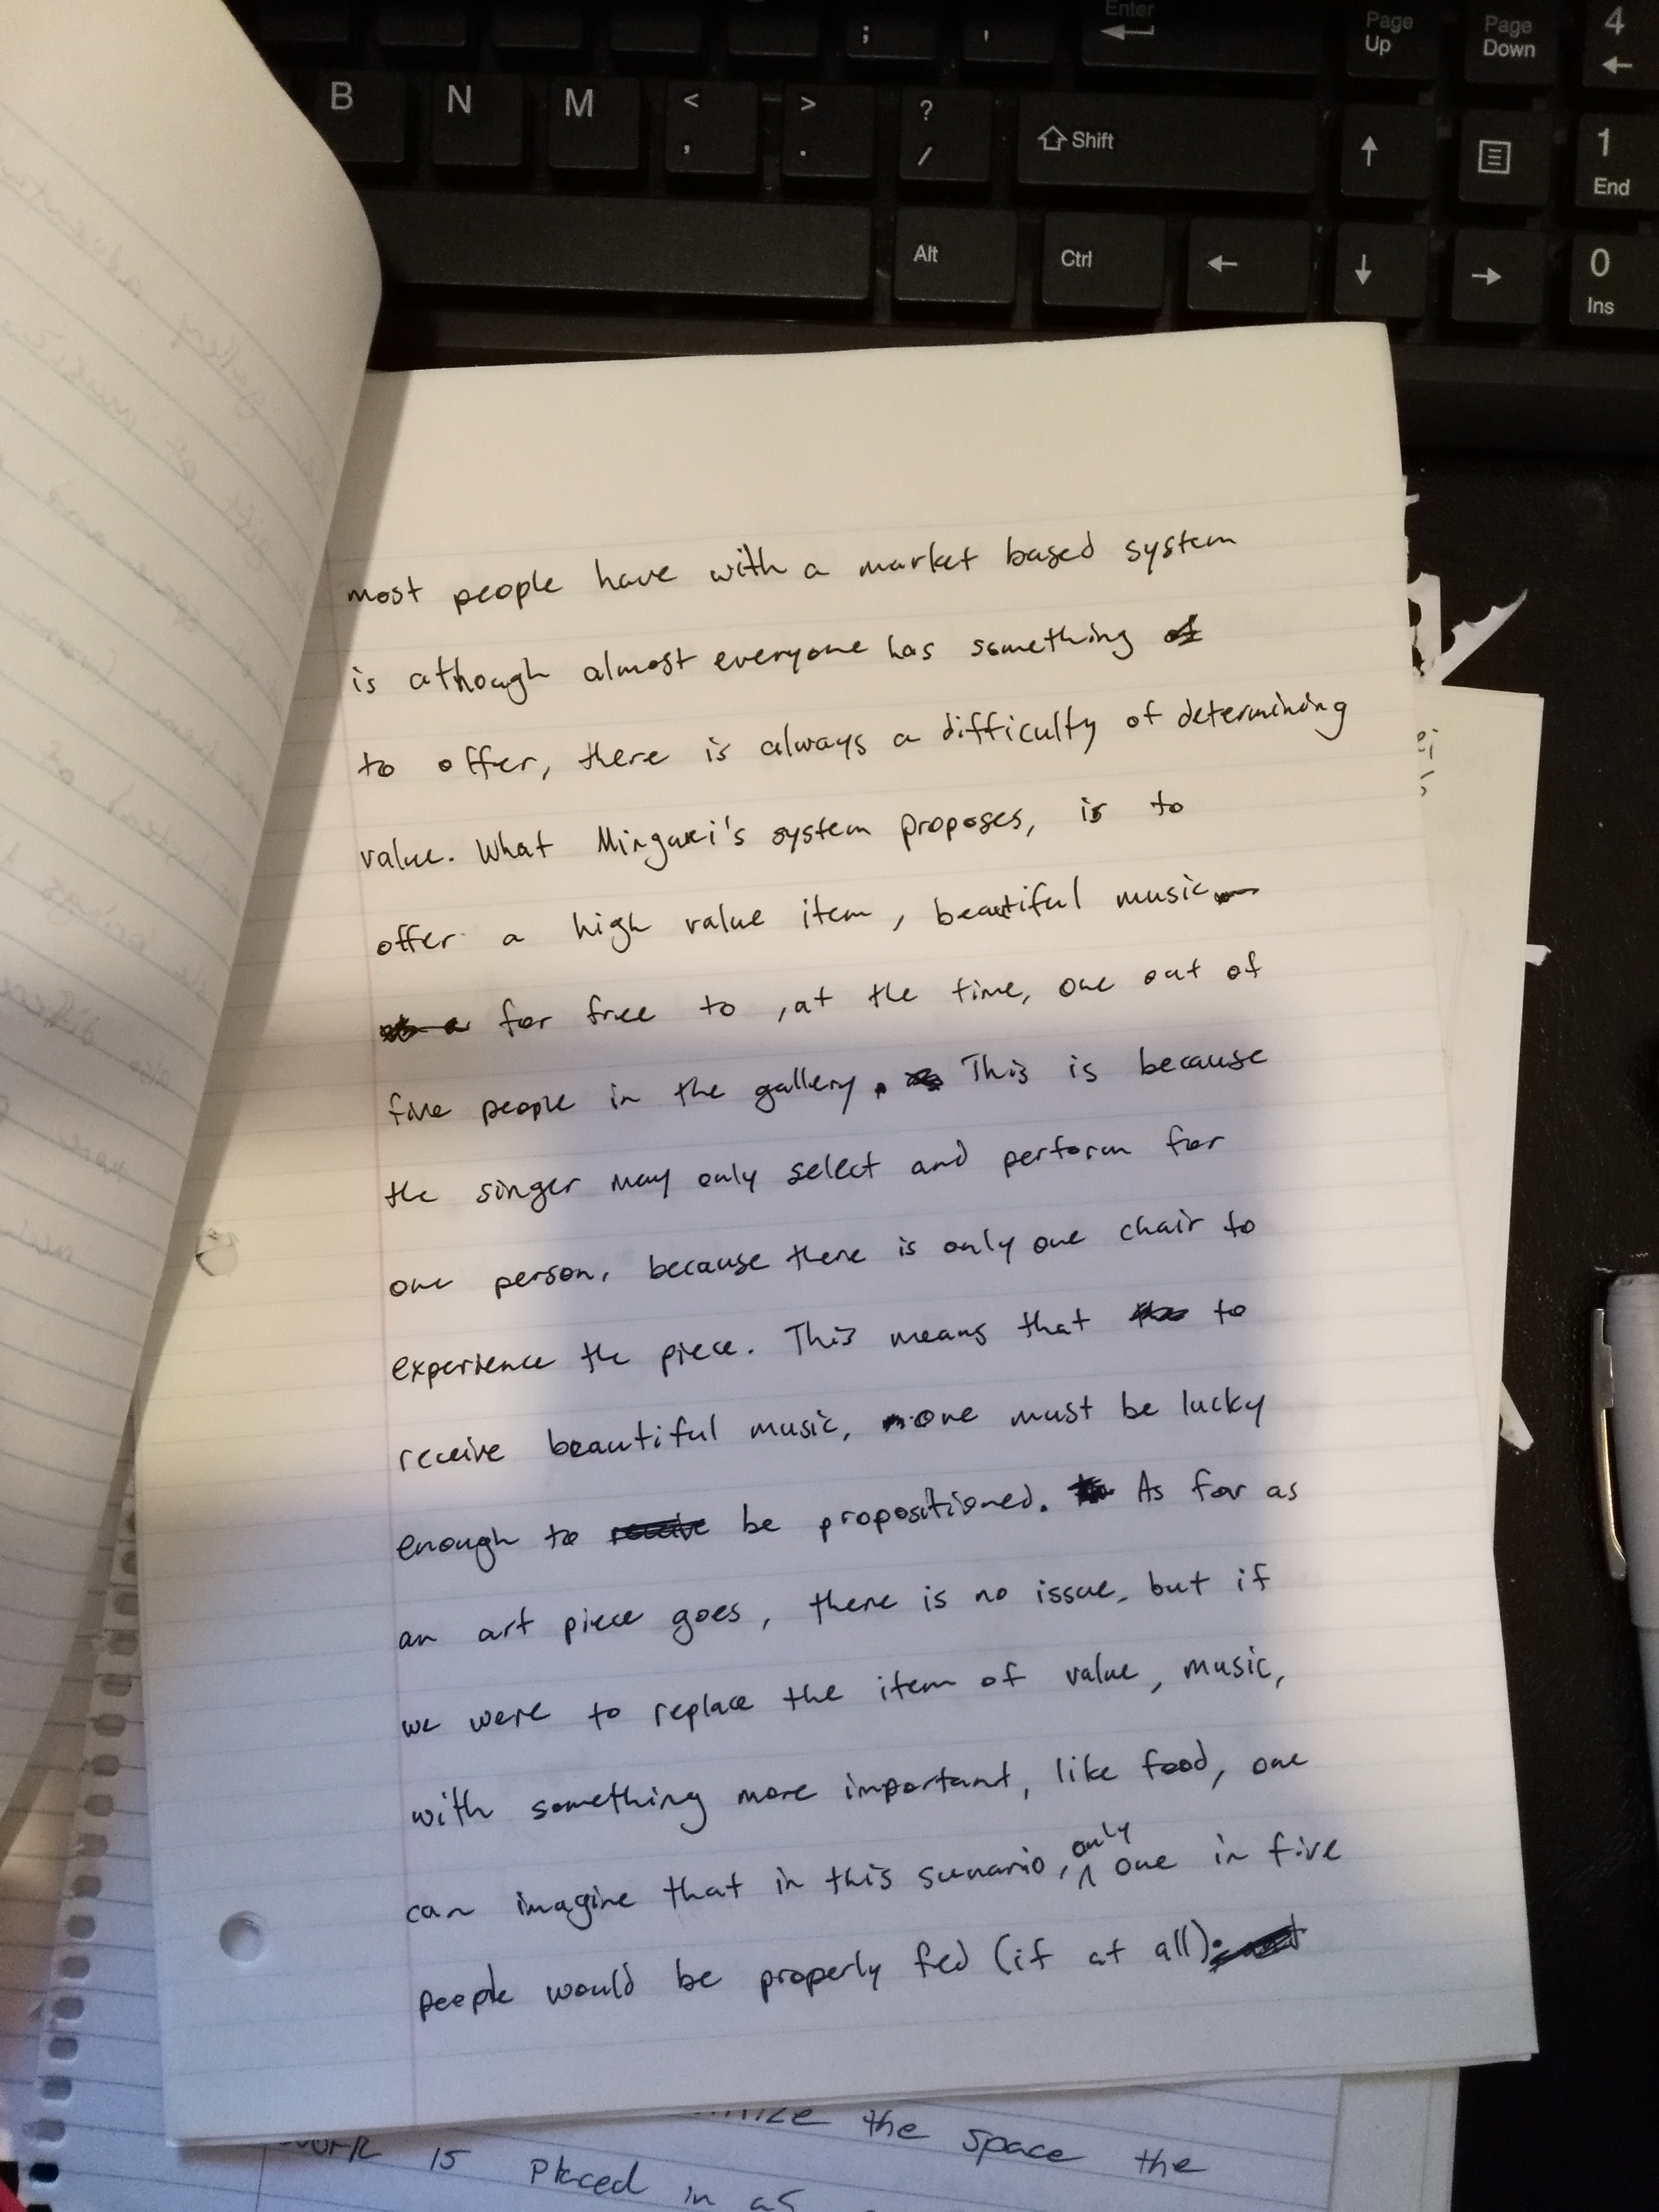 Enter
; '
Page Up
Page Down
4
B N M < , > . ? / Shift
1 End
Alt Ctrl
0 Ins
most people have with a market based system
is although almost everyone has something of
to offer, there is always a difficulty of determining
value. What Mingwei's system proposes, is to
offer a high value item, beautiful music
for free to , at the time, one out of
five people in the gallery. This is because
the singer may only select and perform for
one person, because there is only one chair to
experience the piece. This means that the to
receive beautiful music, one must be lucky
enough to receive be propositioned. As far as
an art piece goes, there is no issue, but if
we were to replace the item of value, music,
with something more important, like food, one
can imagine that in this scunario, only one in five
people would be properly fed (if at all).
the space the
work is placed in as